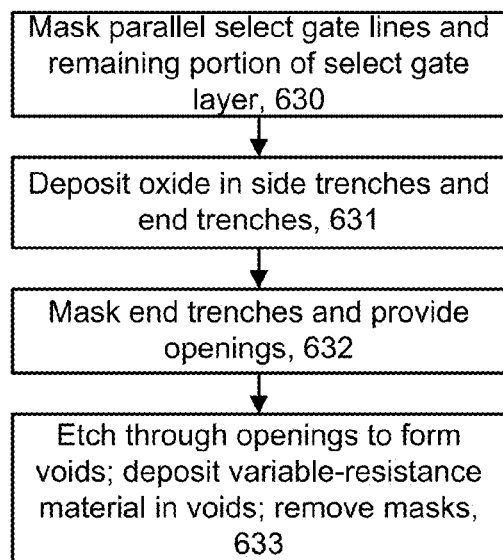 Mask parallel select gate lines and
remaining portion of select gate
layer, 630
Deposit oxide in side trenches and
end trenches, 631
Mask end trenches and provide
openings, 632
Etch through openings to form
voids; deposit variable-resistance
material in voids; remove masks,
633